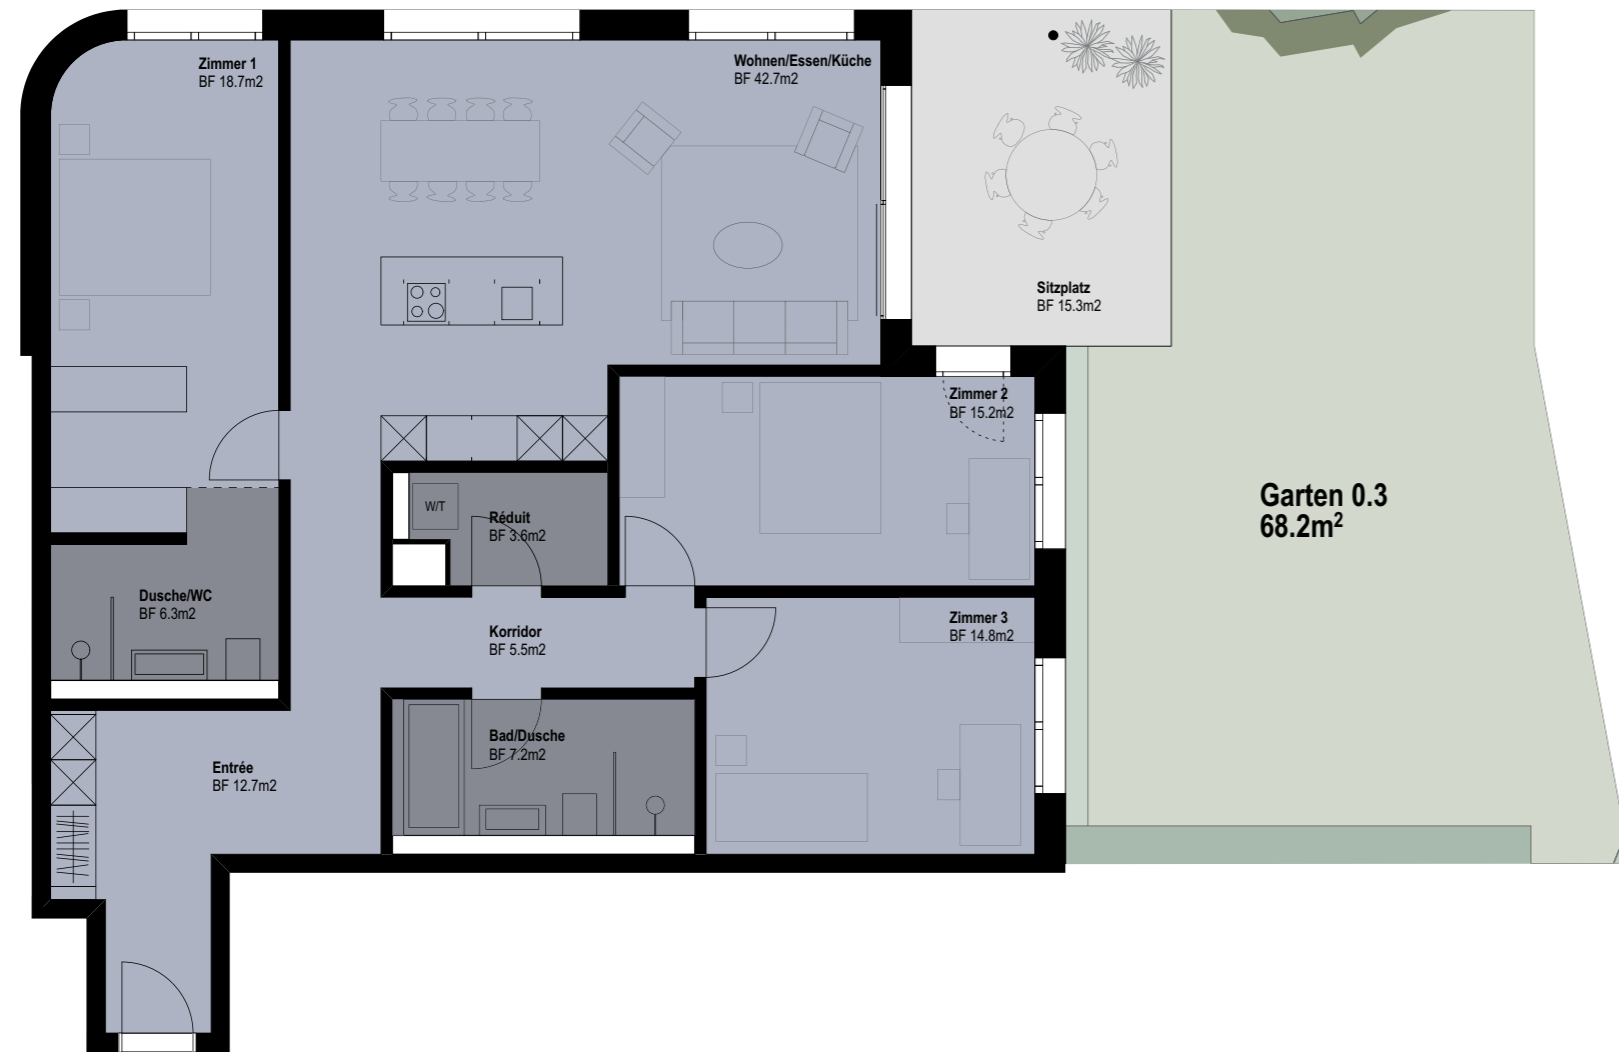 Zimmer 1
BF 18.7m2
Wohnen/Essen/Küche
BF 42.7m2
Sitzplatz
BF 15.3m2
Zimmer 2
BF 15.2m2
Garten 0.3
68.2m²
W/T
Réduit
BF 3.6m2
Dusche/WC
BF 6.3m2
Korridor
BF 5.5m2
Zimmer 3
BF 14.8m2
Bad/Dusche
BF 7.2m2
Entrée
BF 12.7m2